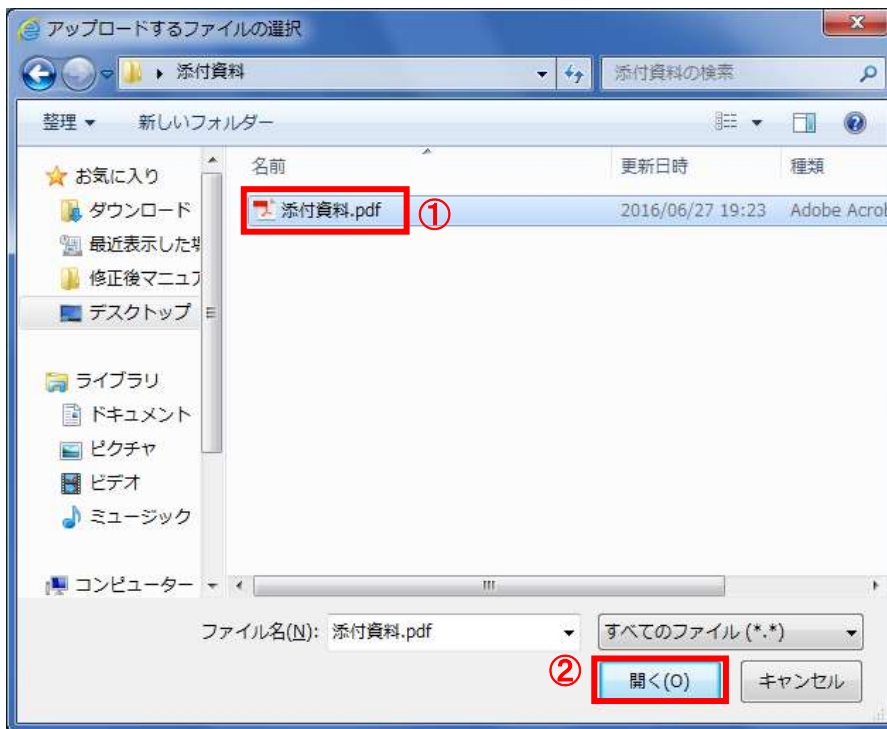 アップロードするファイルの選択
添付資料
添付資料の検索
整理 新しいフォルダー
お気に入り
ダウンロード
最近表示した場
修正後マニュア
デスクトップ
ライブラリ
ドキュメント
ピクチャ
ビデオ
ミュージック
コンピューター
名前 更新日時 種類
添付資料.pdf ① 2016/06/27 19:23 Adobe Acrob
ファイル名(N): 添付資料.pdf すべてのファイル (*.*)
② 開く(O) キャンセル